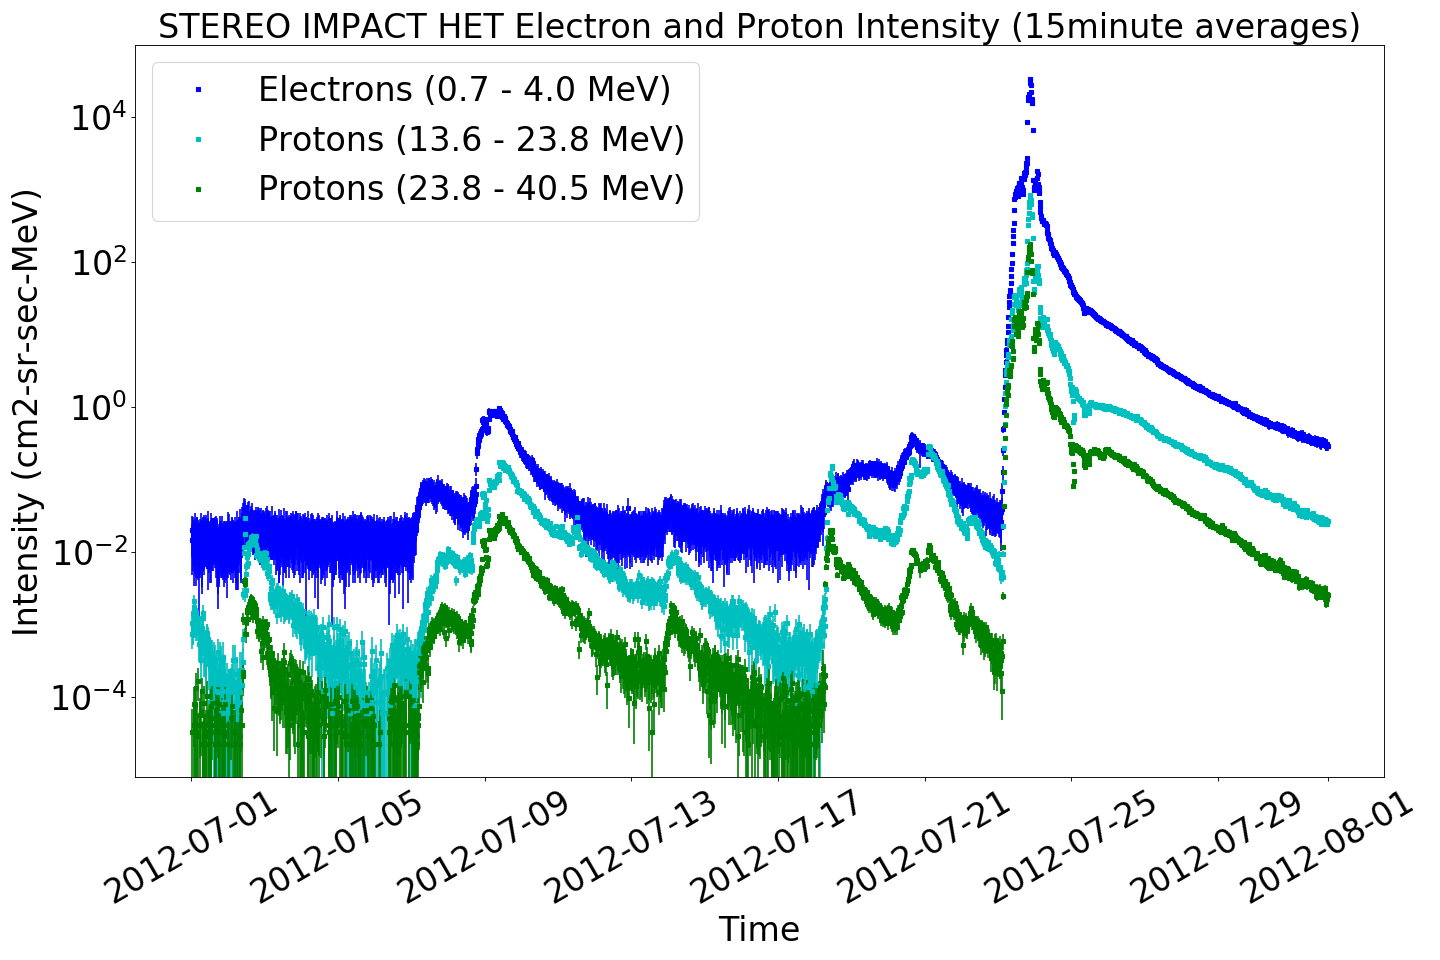 STEREO IMPACT HET Electron and Proton Intensity (15minute averages)
Electrons (0.7 - 4.0 MeV)
Protons (13.6 - 23.8 MeV)
Protons (23.8 - 40.5 MeV)
Intensity (cm2-sr-sec-MeV)
10⁴
10²
10⁰
10⁻²
10⁻⁴
2012-07-01
2012-07-05
2012-07-09
2012-07-13
2012-07-17
2012-07-21
2012-07-25
2012-07-29
2012-08-01
Time